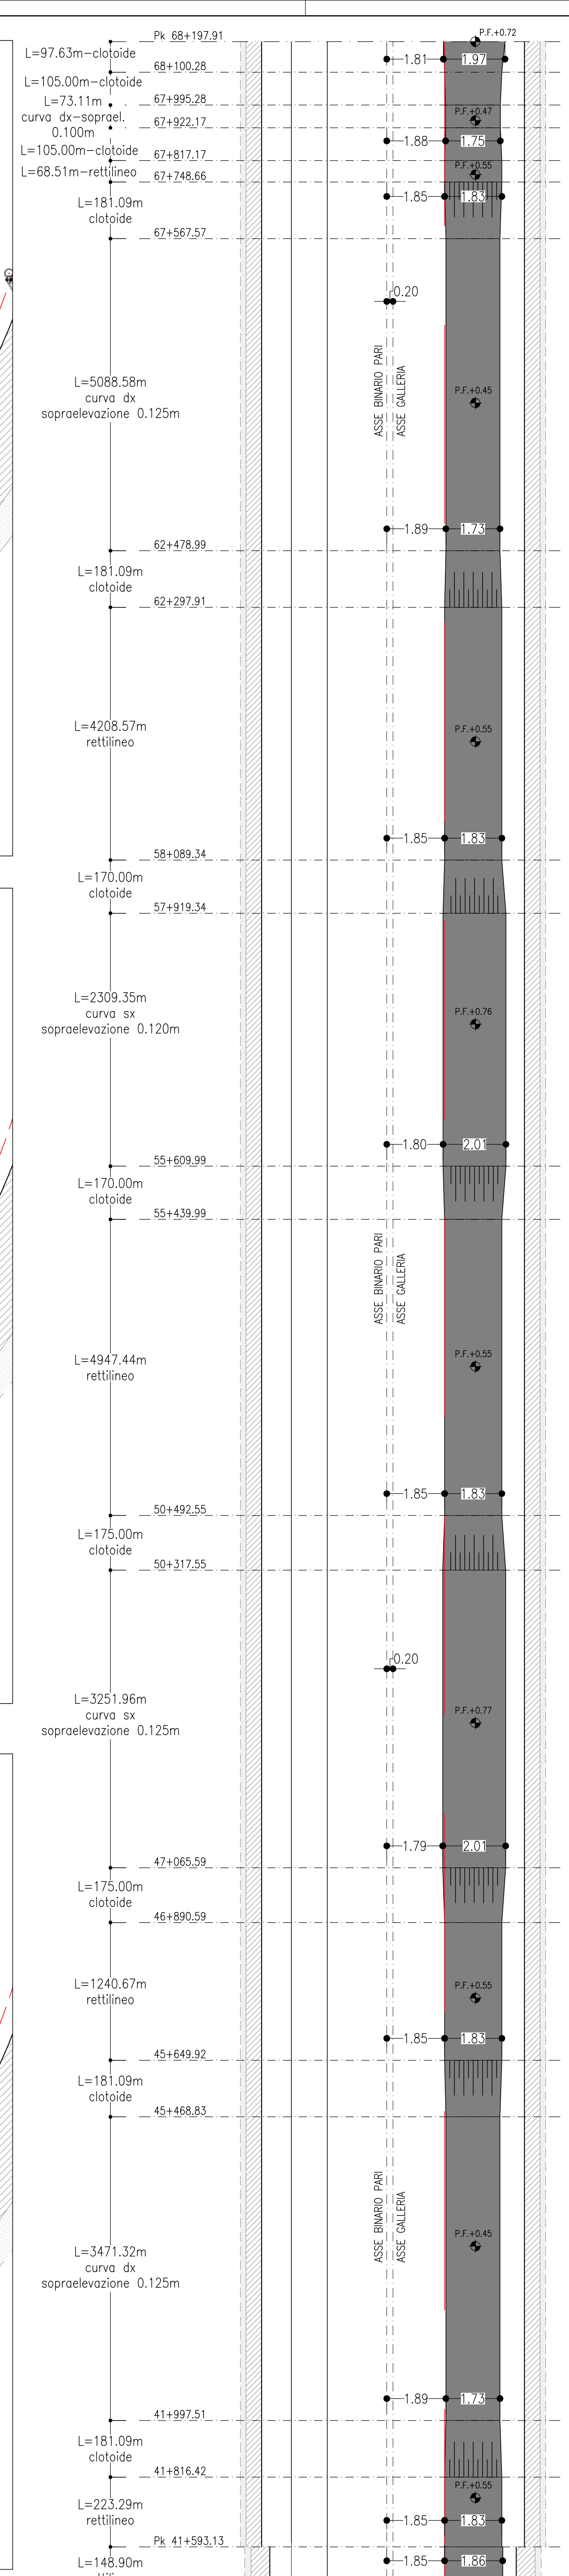 Pk 68+197.91
P.F.+0.72
L=97.63m-clotoide
1.81
1.97
68+100.28
L=105.00m-clotoide
67+995.28
L=73.11m
curva dx-soprael.
0.100m
P.F.+0.47
67+922.17
1.88
1.75
L=105.00m-clotoide
67+817.17
P.F.+0.55
L=68.51m-rettilineo
67+748.66
1.85
1.83
L=181.09m
clotoide
67+567.57
0.20
ASSE BINARIO PARI
ASSE GALLERIA
L=5088.58m
curva dx
sopraelevazione 0.125m
P.F.+0.45
1.89
1.73
62+478.99
L=181.09m
clotoide
62+297.91
L=4208.57m
rettilineo
P.F.+0.55
1.85
1.83
58+089.34
L=170.00m
clotoide
57+919.34
L=2309.35m
curva sx
sopraelevazione 0.120m
P.F.+0.76
1.80
2.01
55+609.99
L=170.00m
clotoide
55+439.99
ASSE BINARIO PARI
ASSE GALLERIA
L=4947.44m
rettilineo
P.F.+0.55
1.85
1.83
50+492.55
L=175.00m
clotoide
50+317.55
0.20
L=3251.96m
curva sx
sopraelevazione 0.125m
P.F.+0.77
1.79
2.01
47+065.59
L=175.00m
clotoide
46+890.59
L=1240.67m
rettilineo
P.F.+0.55
1.85
1.83
45+649.92
L=181.09m
clotoide
45+468.83
ASSE BINARIO PARI
ASSE GALLERIA
L=3471.32m
curva dx
sopraelevazione 0.125m
P.F.+0.45
1.89
1.73
41+997.51
L=181.09m
clotoide
41+816.42
P.F.+0.55
L=223.29m
rettilineo
1.85
1.83
Pk 41+593.13
L=148.90m
1.85
1.86